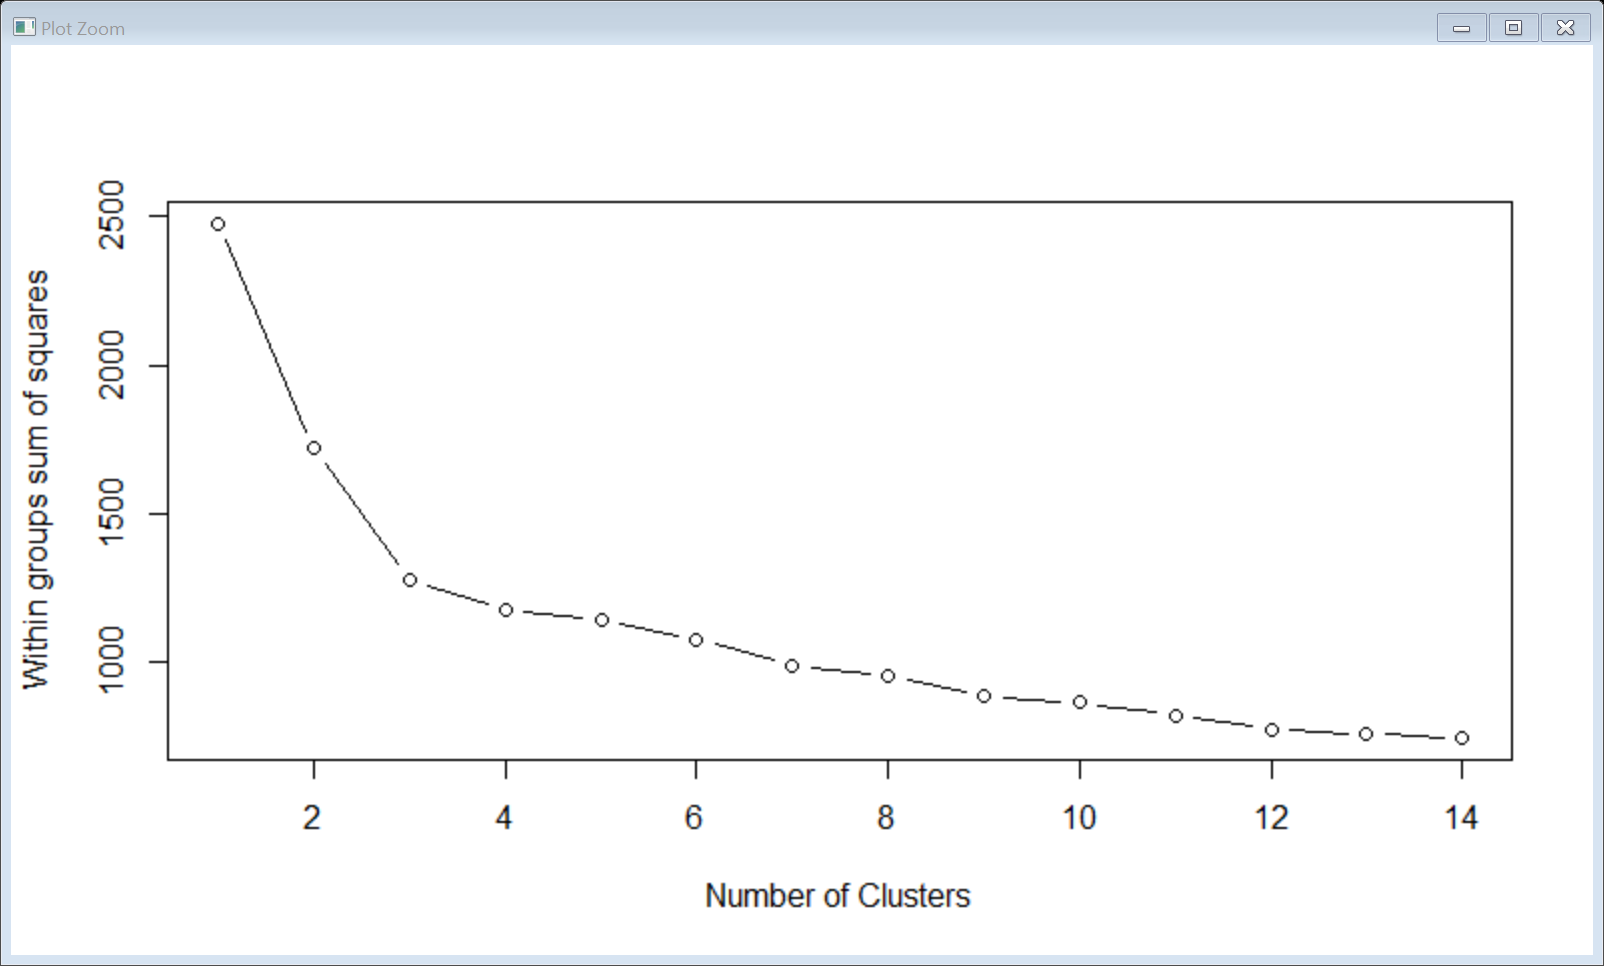 Plot Zoom
Within groups sum of squares
2500
2000
1500
1000
2 4 6 8 10 12 14
Number of Clusters